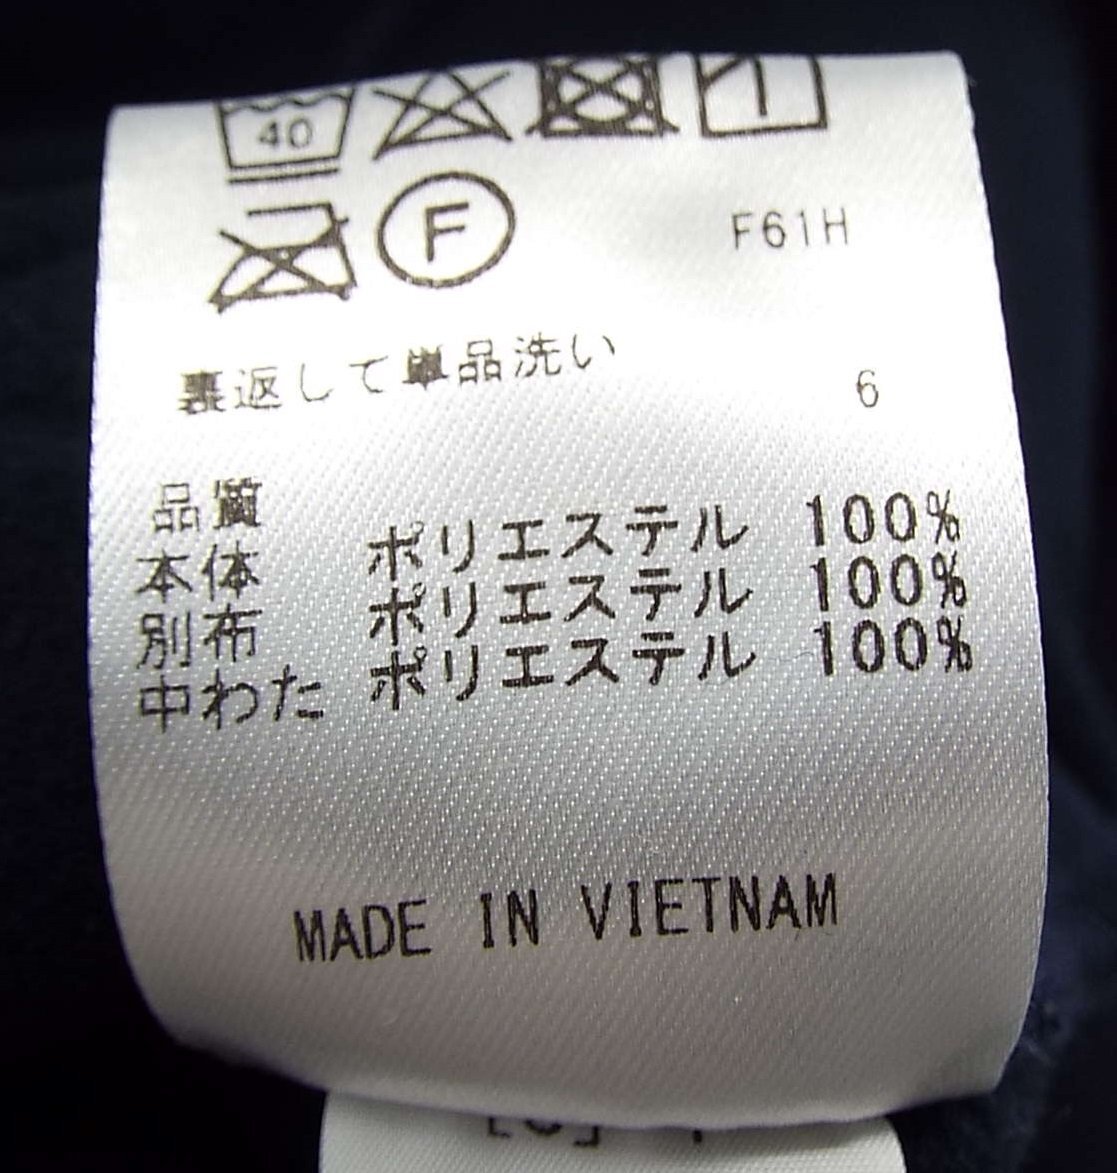 40
F
F61H
裏返して単品洗い
6
品質
本体 ポリエステル 100%
別布 ポリエステル 100%
中わた ポリエステル 100%
MADE IN VIETNAM